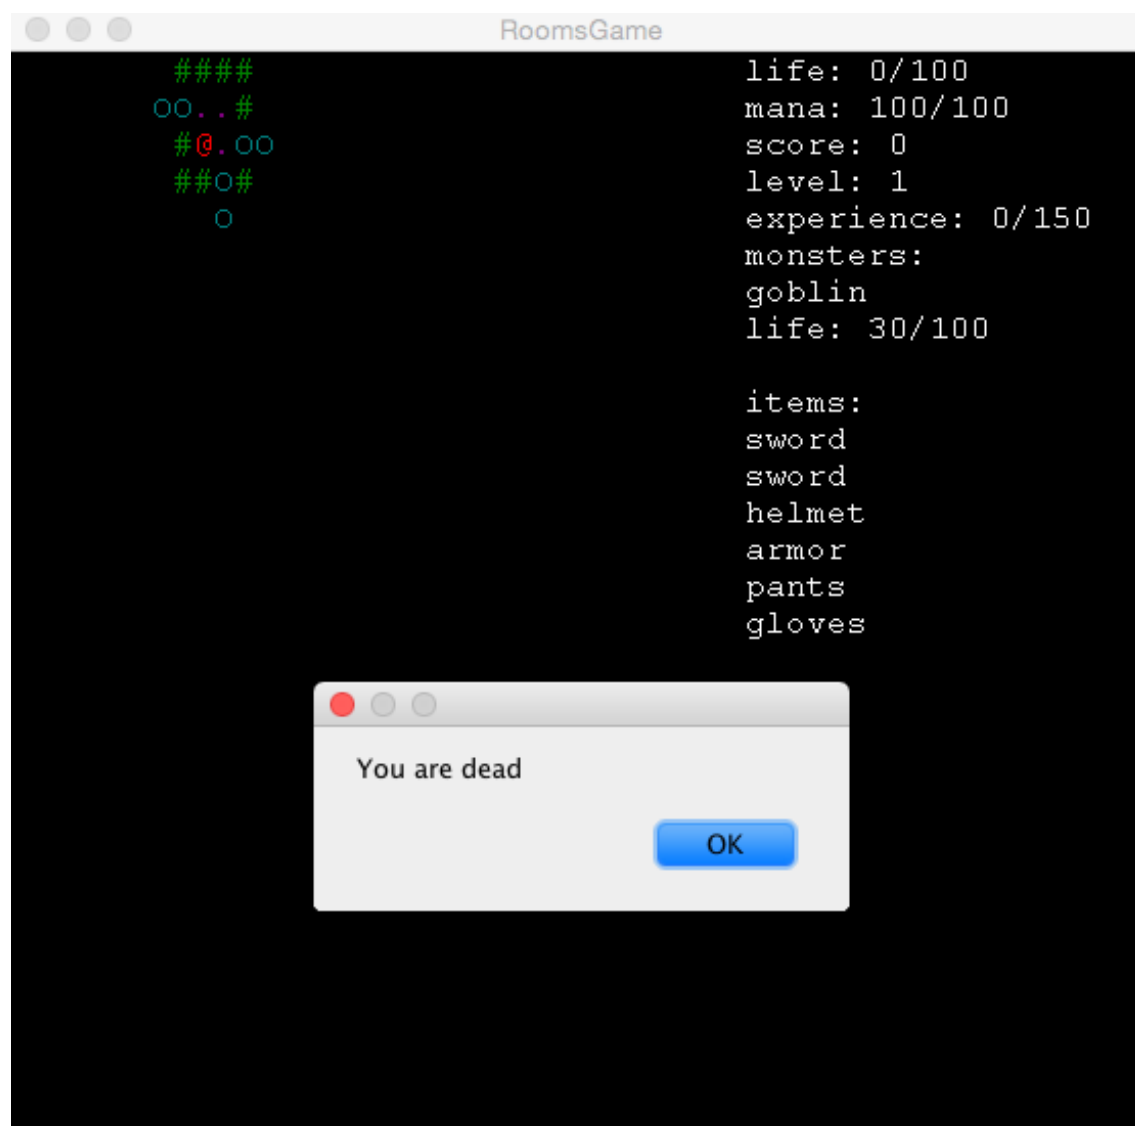 RoomsGame
####
OO..#
#@.OO
##O#
O
life: 0/100
mana: 100/100
score: 0
level: 1
experience: 0/150
monsters:
goblin
life: 30/100
items:
sword
sword
helmet
armor
pants
gloves
You are dead
OK